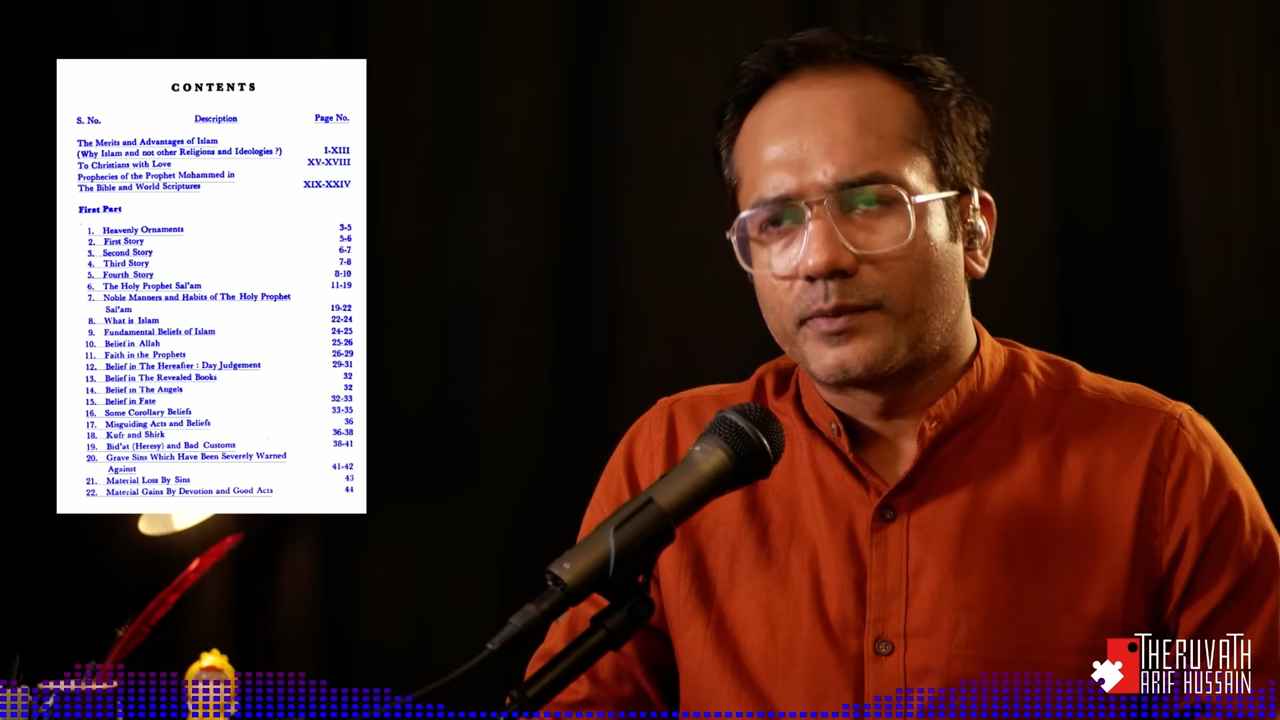 CONTENTS
S. No. Description Page No.
The Merits and Advantages of Islam
(Why Islam and not other Religions and Ideologies ?) I-XIII
To Christians with Love XV-XVIII
Prophecies of the Prophet Mohammed in
The Bible and World Scriptures XIX-XXIV
First Part
1. Heavenly Ornaments 3-5
2. First Story 5-6
3. Second Story 6-7
4. Third Story 7-8
5. Fourth Story 8-10
6. The Holy Prophet Sal'am 11-19
7. Noble Manners and Habits of The Holy Prophet
Sal'am 19-22
8. What is Islam 22-24
9. Fundamental Beliefs of Islam 24-25
10. Belief in Allah 25-26
11. Faith in the Prophets 26-29
12. Belief in The Hereafter : Day Judgement 29-31
13. Belief in The Revealed Books 32
14. Belief in The Angels 32
15. Belief in Fate 32-33
16. Some Corollary Beliefs 33-35
17. Misguiding Acts and Beliefs 36
18. Kufr and Shirk 36-38
19. Bid'at (Heresy) and Bad Customs 38-41
20. Grave Sins Which Have Been Severely Warned
Against 41-42
21. Material Loss By Sins 43
22. Material Gains By Devotion and Good Acts 44
THERUVATH
ARIF HUSSAIN